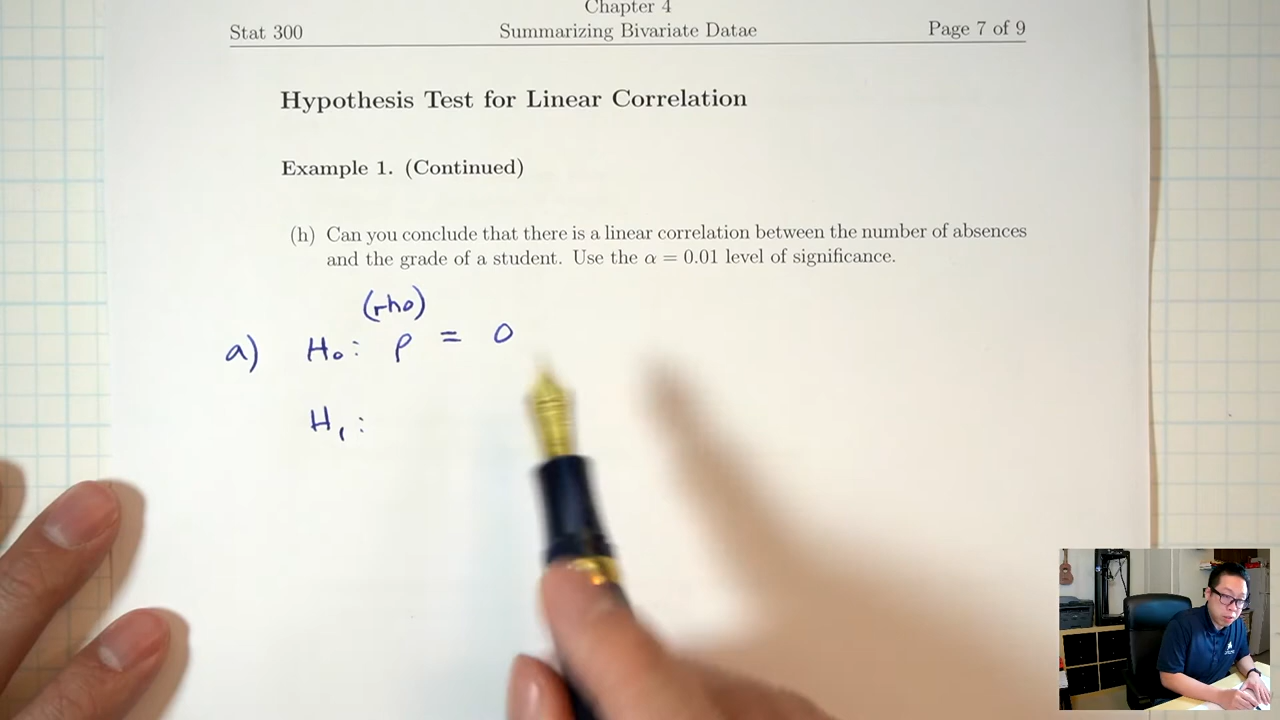 Chapter 4
Stat 300 Summarizing Bivariate Datae Page 7 of 9
Hypothesis Test for Linear Correlation
Example 1. (Continued)
(h) Can you conclude that there is a linear correlation between the number of absences
and the grade of a student. Use the α = 0.01 level of significance.
(rho)
a) H₀: ρ = 0
H₁: